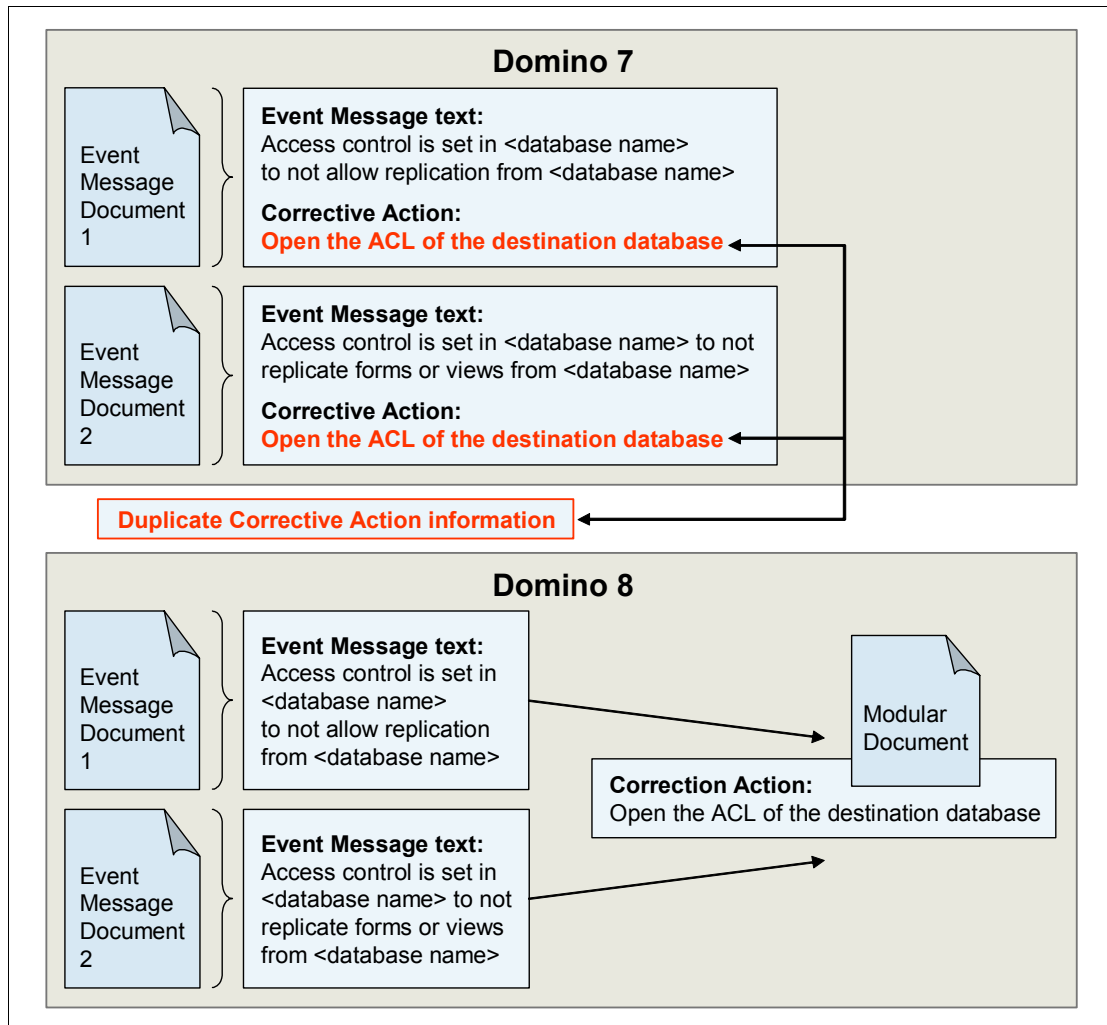 Domino 7
Event
Message
Document
1
Event Message text:
Access control is set in <database name>
to not allow replication from <database name>
Corrective Action:
Open the ACL of the destination database
Event
Message
Document
2
Event Message text:
Access control is set in <database name> to not
replicate forms or views from <database name>
Corrective Action:
Open the ACL of the destination database
Duplicate Corrective Action information
Domino 8
Event
Message
Document
1
Event Message text:
Access control is set in
<database name>
to not allow replication
from <database name>
Event
Message
Document
2
Event Message text:
Access control is set in
<database name> to not
replicate forms or views
from <database name>
Modular
Document
Correction Action:
Open the ACL of the destination database